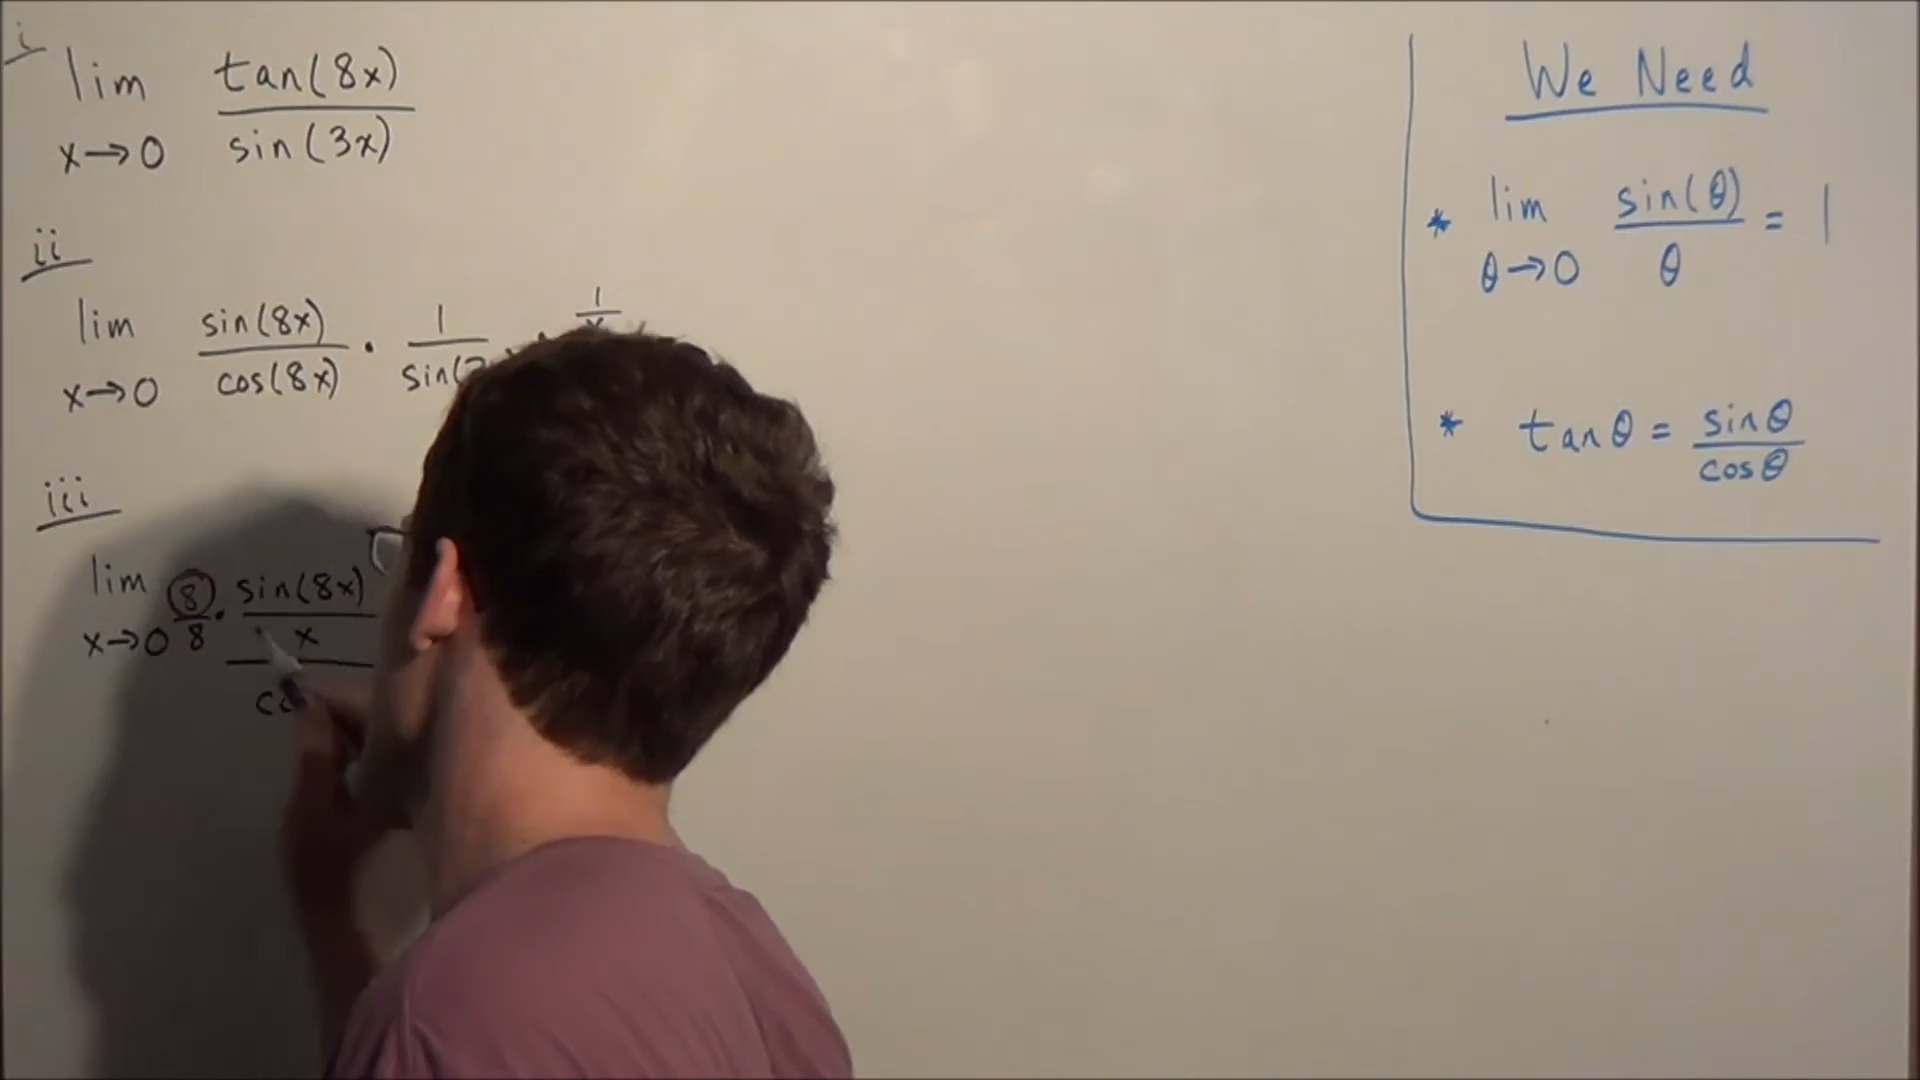 i
lim tan(8x)
x→0 sin(3x)
ii
lim sin(8x) · 1 · 1
x→0 cos(8x) sin(
iii
lim 8 · sin(8x)
x→0 8 x
We Need
* lim sin(θ) = 1
θ→0 θ
* tanθ = sinθ
cosθ